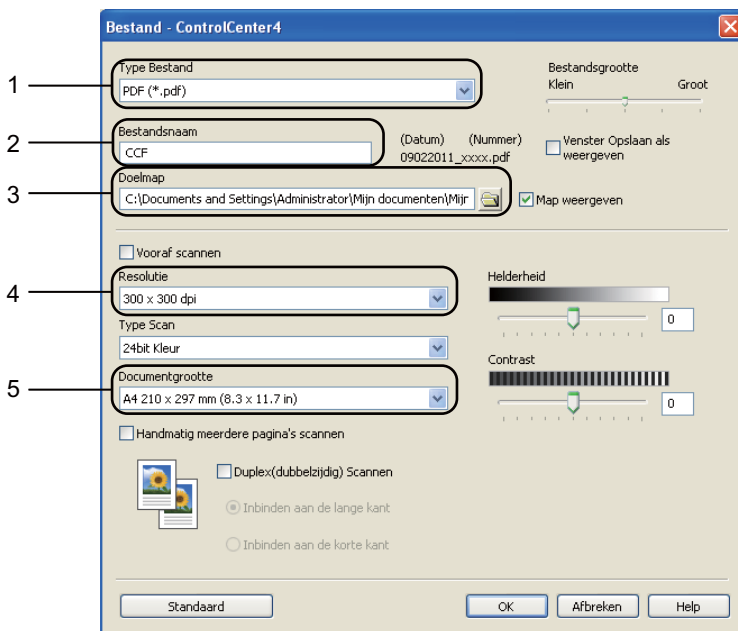 Bestand - ControlCenter4
1
Type Bestand
PDF (*.pdf)
Bestandsgrootte
Klein Groot
2
Bestandsnaam
CCF
(Datum) (Nummer)
09022011_xxxx.pdf
Venster Opslaan als
weergeven
3
Doelmap
C:\Documents and Settings\Administrator\Mijn documenten\Mijr
Map weergeven
Vooraf scannen
4
Resolutie
300 x 300 dpi
Helderheid
0
Type Scan
24bit Kleur
Contrast
0
5
Documentgrootte
A4 210 x 297 mm (8.3 x 11.7 in)
Handmatig meerdere pagina's scannen
Duplex(dubbelzijdig) Scannen
Inbinden aan de lange kant
Inbinden aan de korte kant
Standaard OK Afbreken Help